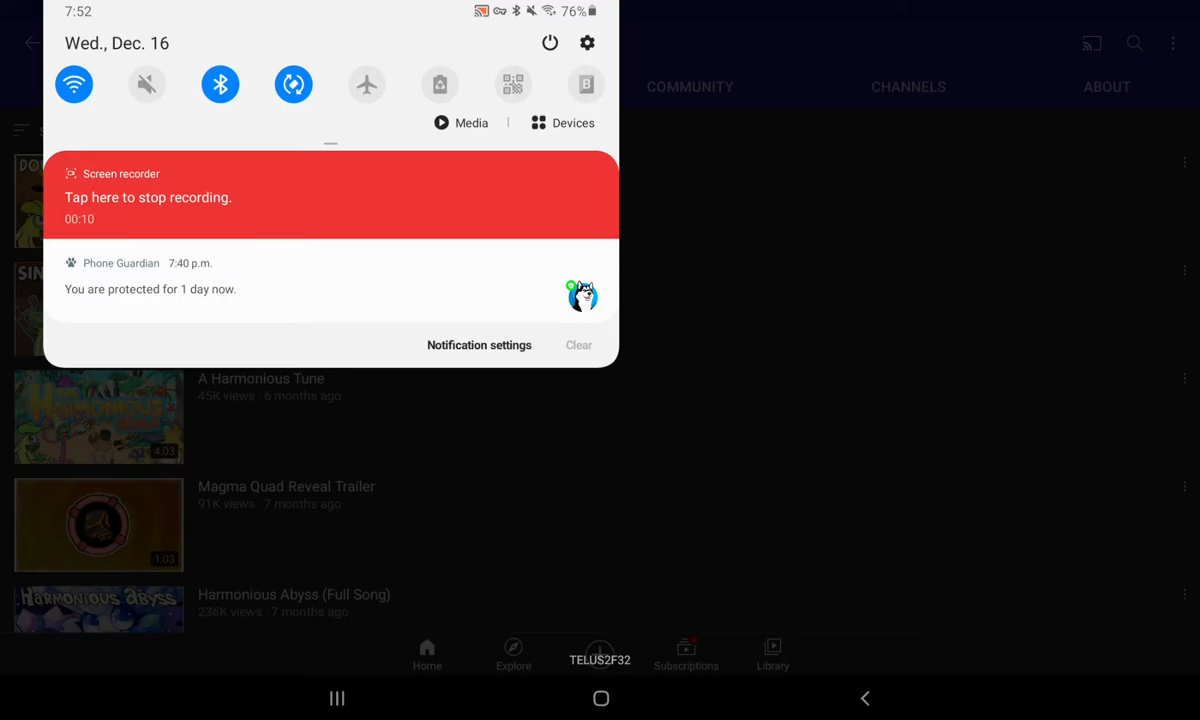 7:52
76%
Wed., Dec. 16
B
Media | Devices
COMMUNITY
CHANNELS
ABOUT
Screen recorder
Tap here to stop recording.
00:10
Phone Guardian 7:40 p.m.
You are protected for 1 day now.
Notification settings
Clear
A Harmonious Tune
45K views · 6 months ago
4:03
Magma Quad Reveal Trailer
91K views · 7 months ago
1:03
HARMONIOUS ABYSS
Harmonious Abyss (Full Song)
236K views · 7 months ago
Home
Explore
TELUS2F32
Subscriptions
Library